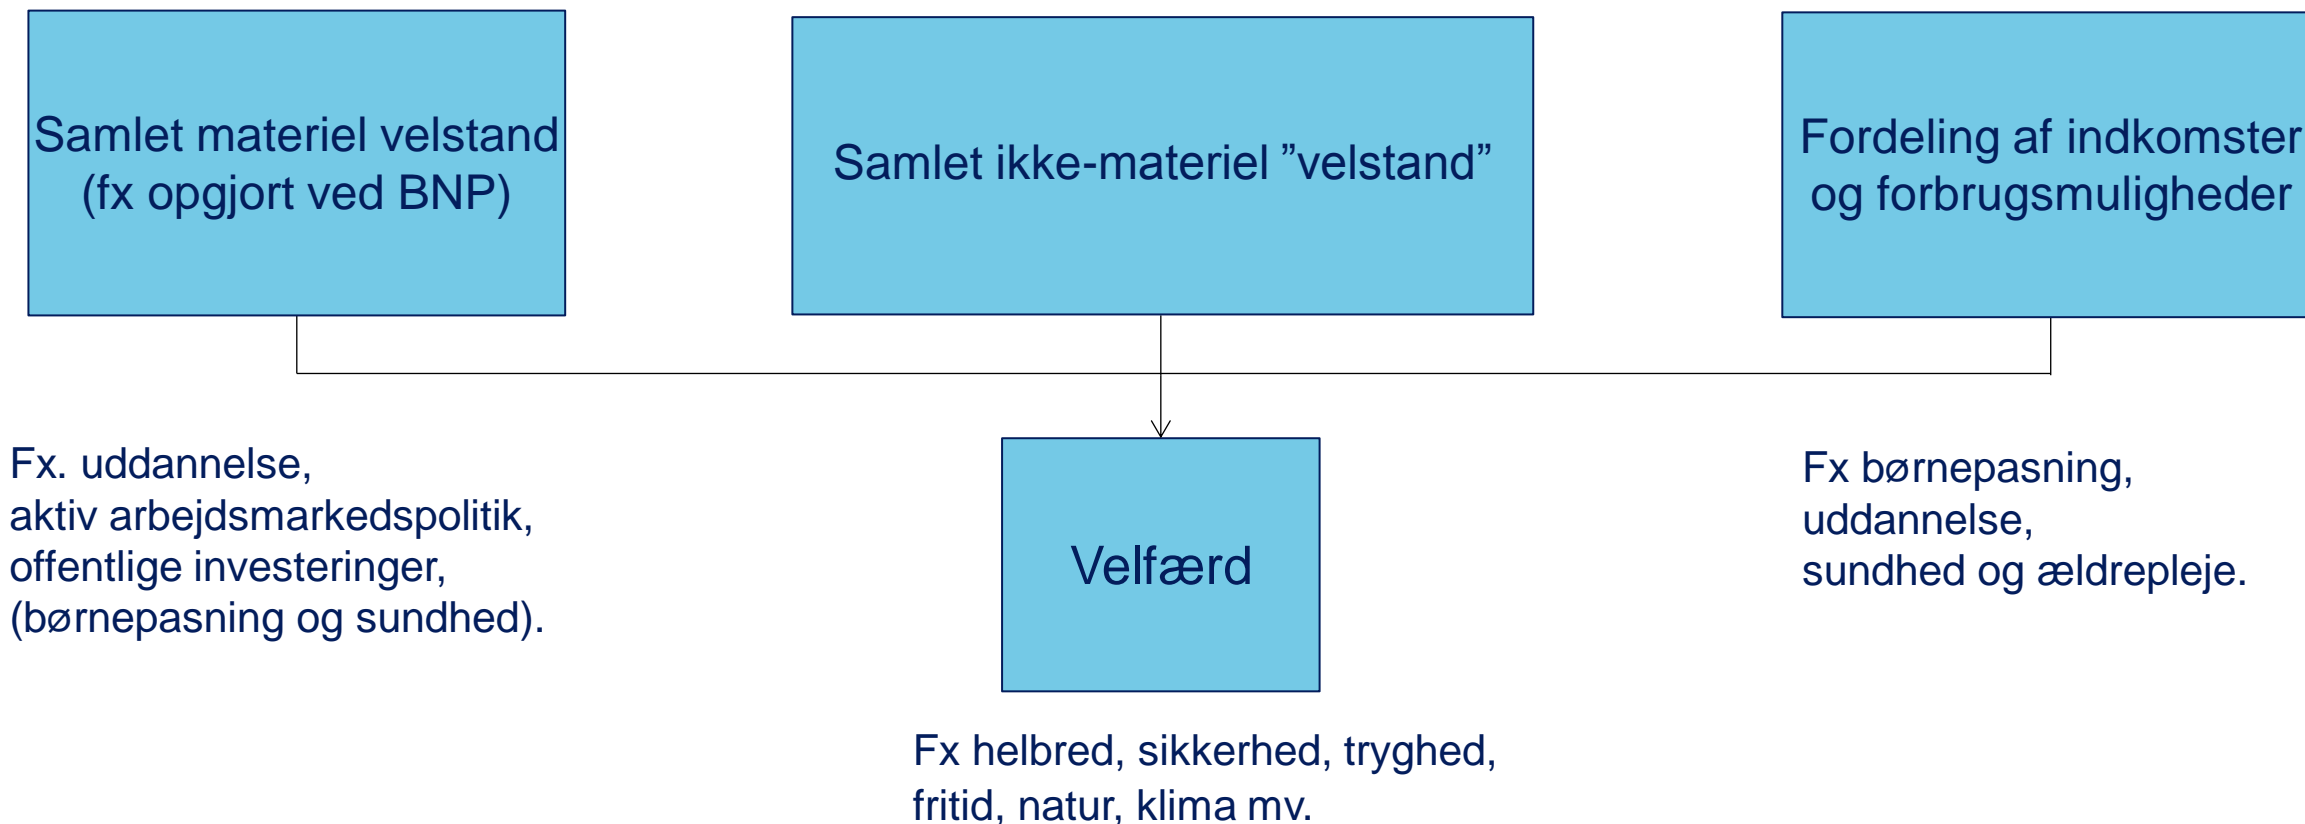 Samlet materiel velstand
(fx opgjort ved BNP)
Samlet ikke-materiel ”velstand”
Fordeling af indkomster
og forbrugsmuligheder
Fx. uddannelse,
aktiv arbejdsmarkedspolitik,
offentlige investeringer,
(børnepasning og sundhed).
Velfærd
Fx børnepasning,
uddannelse,
sundhed og ældrepleje.
Fx helbred, sikkerhed, tryghed,
fritid, natur, klima mv.